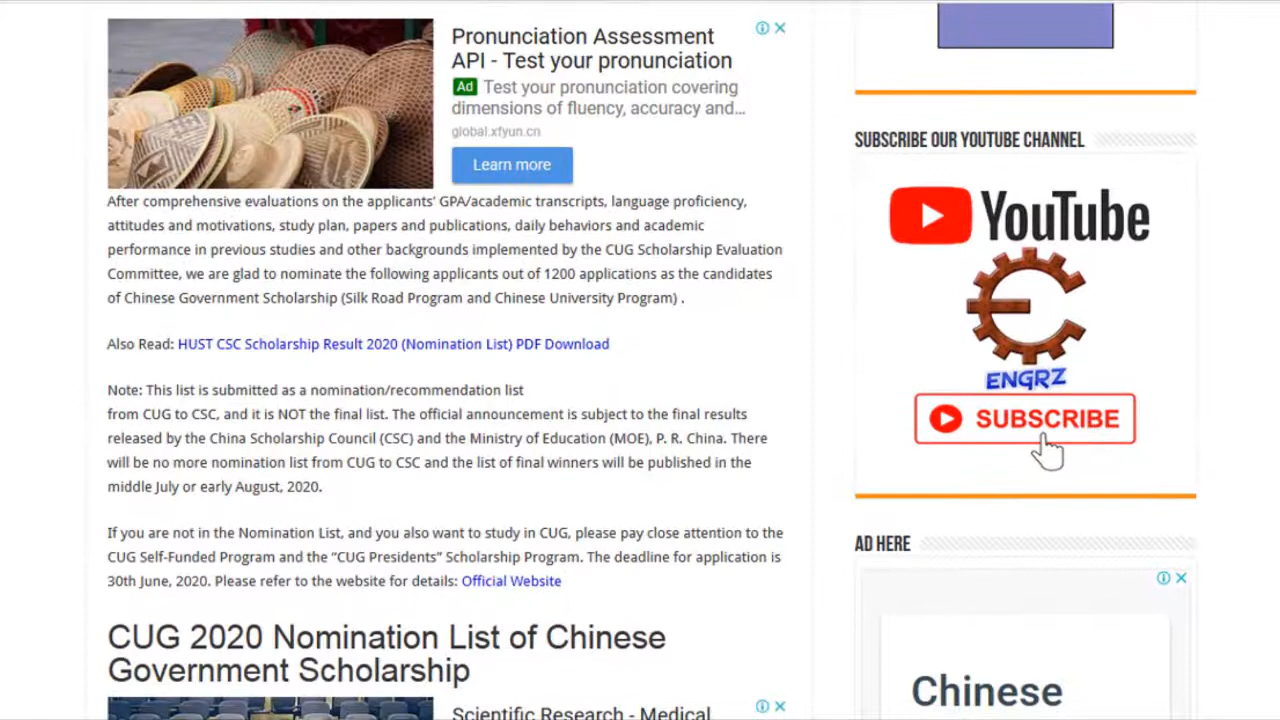 Pronunciation Assessment
API - Test your pronunciation
Ad Test your pronunciation covering
dimensions of fluency, accuracy and...
global.xfyun.cn
Learn more
After comprehensive evaluations on the applicants' GPA/academic transcripts, language proficiency,
attitudes and motivations, study plan, papers and publications, daily behaviors and academic
performance in previous studies and other backgrounds implemented by the CUG Scholarship Evaluation
Committee, we are glad to nominate the following applicants out of 1200 applications as the candidates
of Chinese Government Scholarship (Silk Road Program and Chinese University Program) .
Also Read: HUST CSC Scholarship Result 2020 (Nomination List) PDF Download
Note: This list is submitted as a nomination/recommendation list
from CUG to CSC, and it is NOT the final list. The official announcement is subject to the final results
released by the China Scholarship Council (CSC) and the Ministry of Education (MOE), P. R. China. There
will be no more nomination list from CUG to CSC and the list of final winners will be published in the
middle July or early August, 2020.
If you are not in the Nomination List, and you also want to study in CUG, please pay close attention to the
CUG Self-Funded Program and the “CUG Presidents” Scholarship Program. The deadline for application is
30th June, 2020. Please refer to the website for details: Official Website
CUG 2020 Nomination List of Chinese
Government Scholarship
Scientific Research - Medical
SUBSCRIBE OUR YOUTUBE CHANNEL
YouTube
ENGRZ
SUBSCRIBE
AD HERE
Chinese